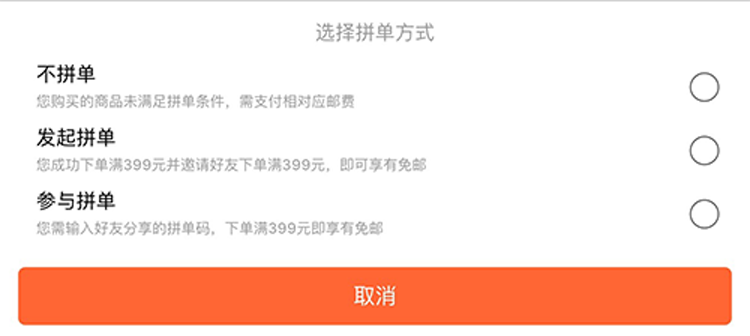 选择拼单方式
不拼单
您购买的商品未满足拼单条件，需支付相对应邮费
发起拼单
您成功下单满399元并邀请好友下单满399元，即可享有免邮
参与拼单
您需输入好友分享的拼单码，下单满399元即享有免邮
取消